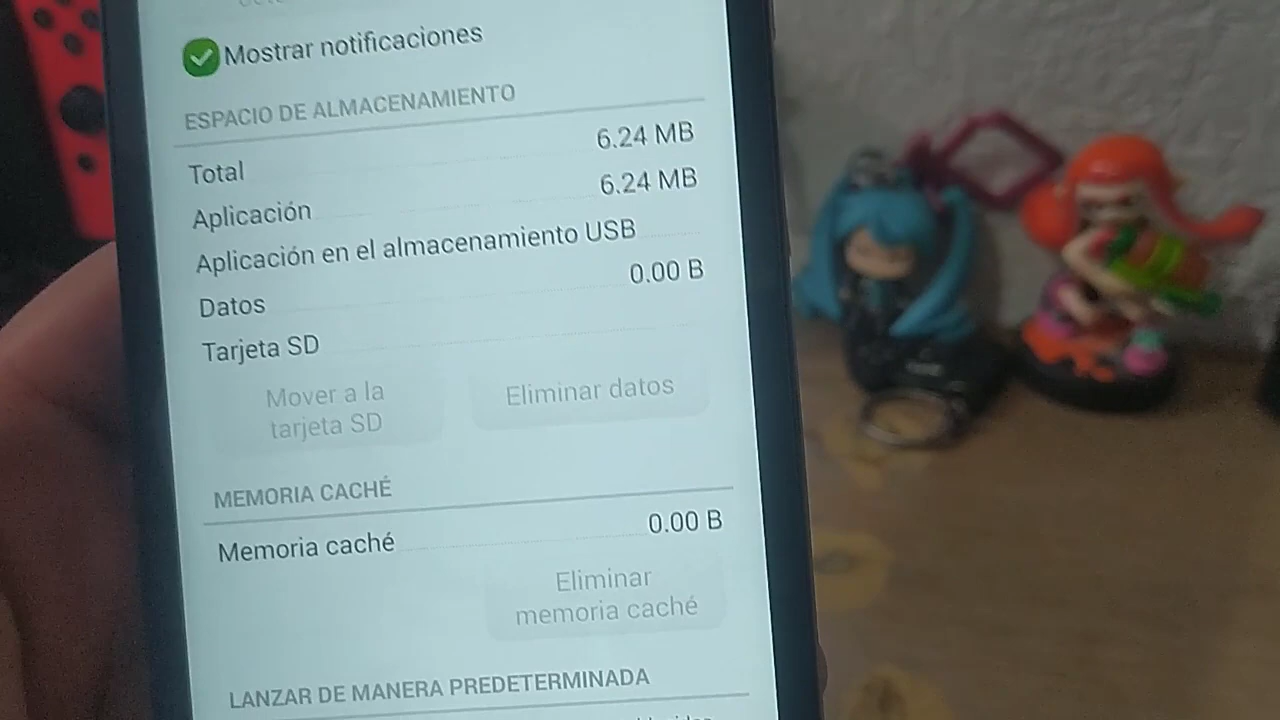 Mostrar notificaciones
ESPACIO DE ALMACENAMIENTO
Total 6.24 MB
Aplicación 6.24 MB
Aplicación en el almacenamiento USB
Datos 0.00 B
Tarjeta SD
Mover a la
tarjeta SD
Eliminar datos
MEMORIA CACHÉ
Memoria caché 0.00 B
Eliminar
memoria caché
LANZAR DE MANERA PREDETERMINADA